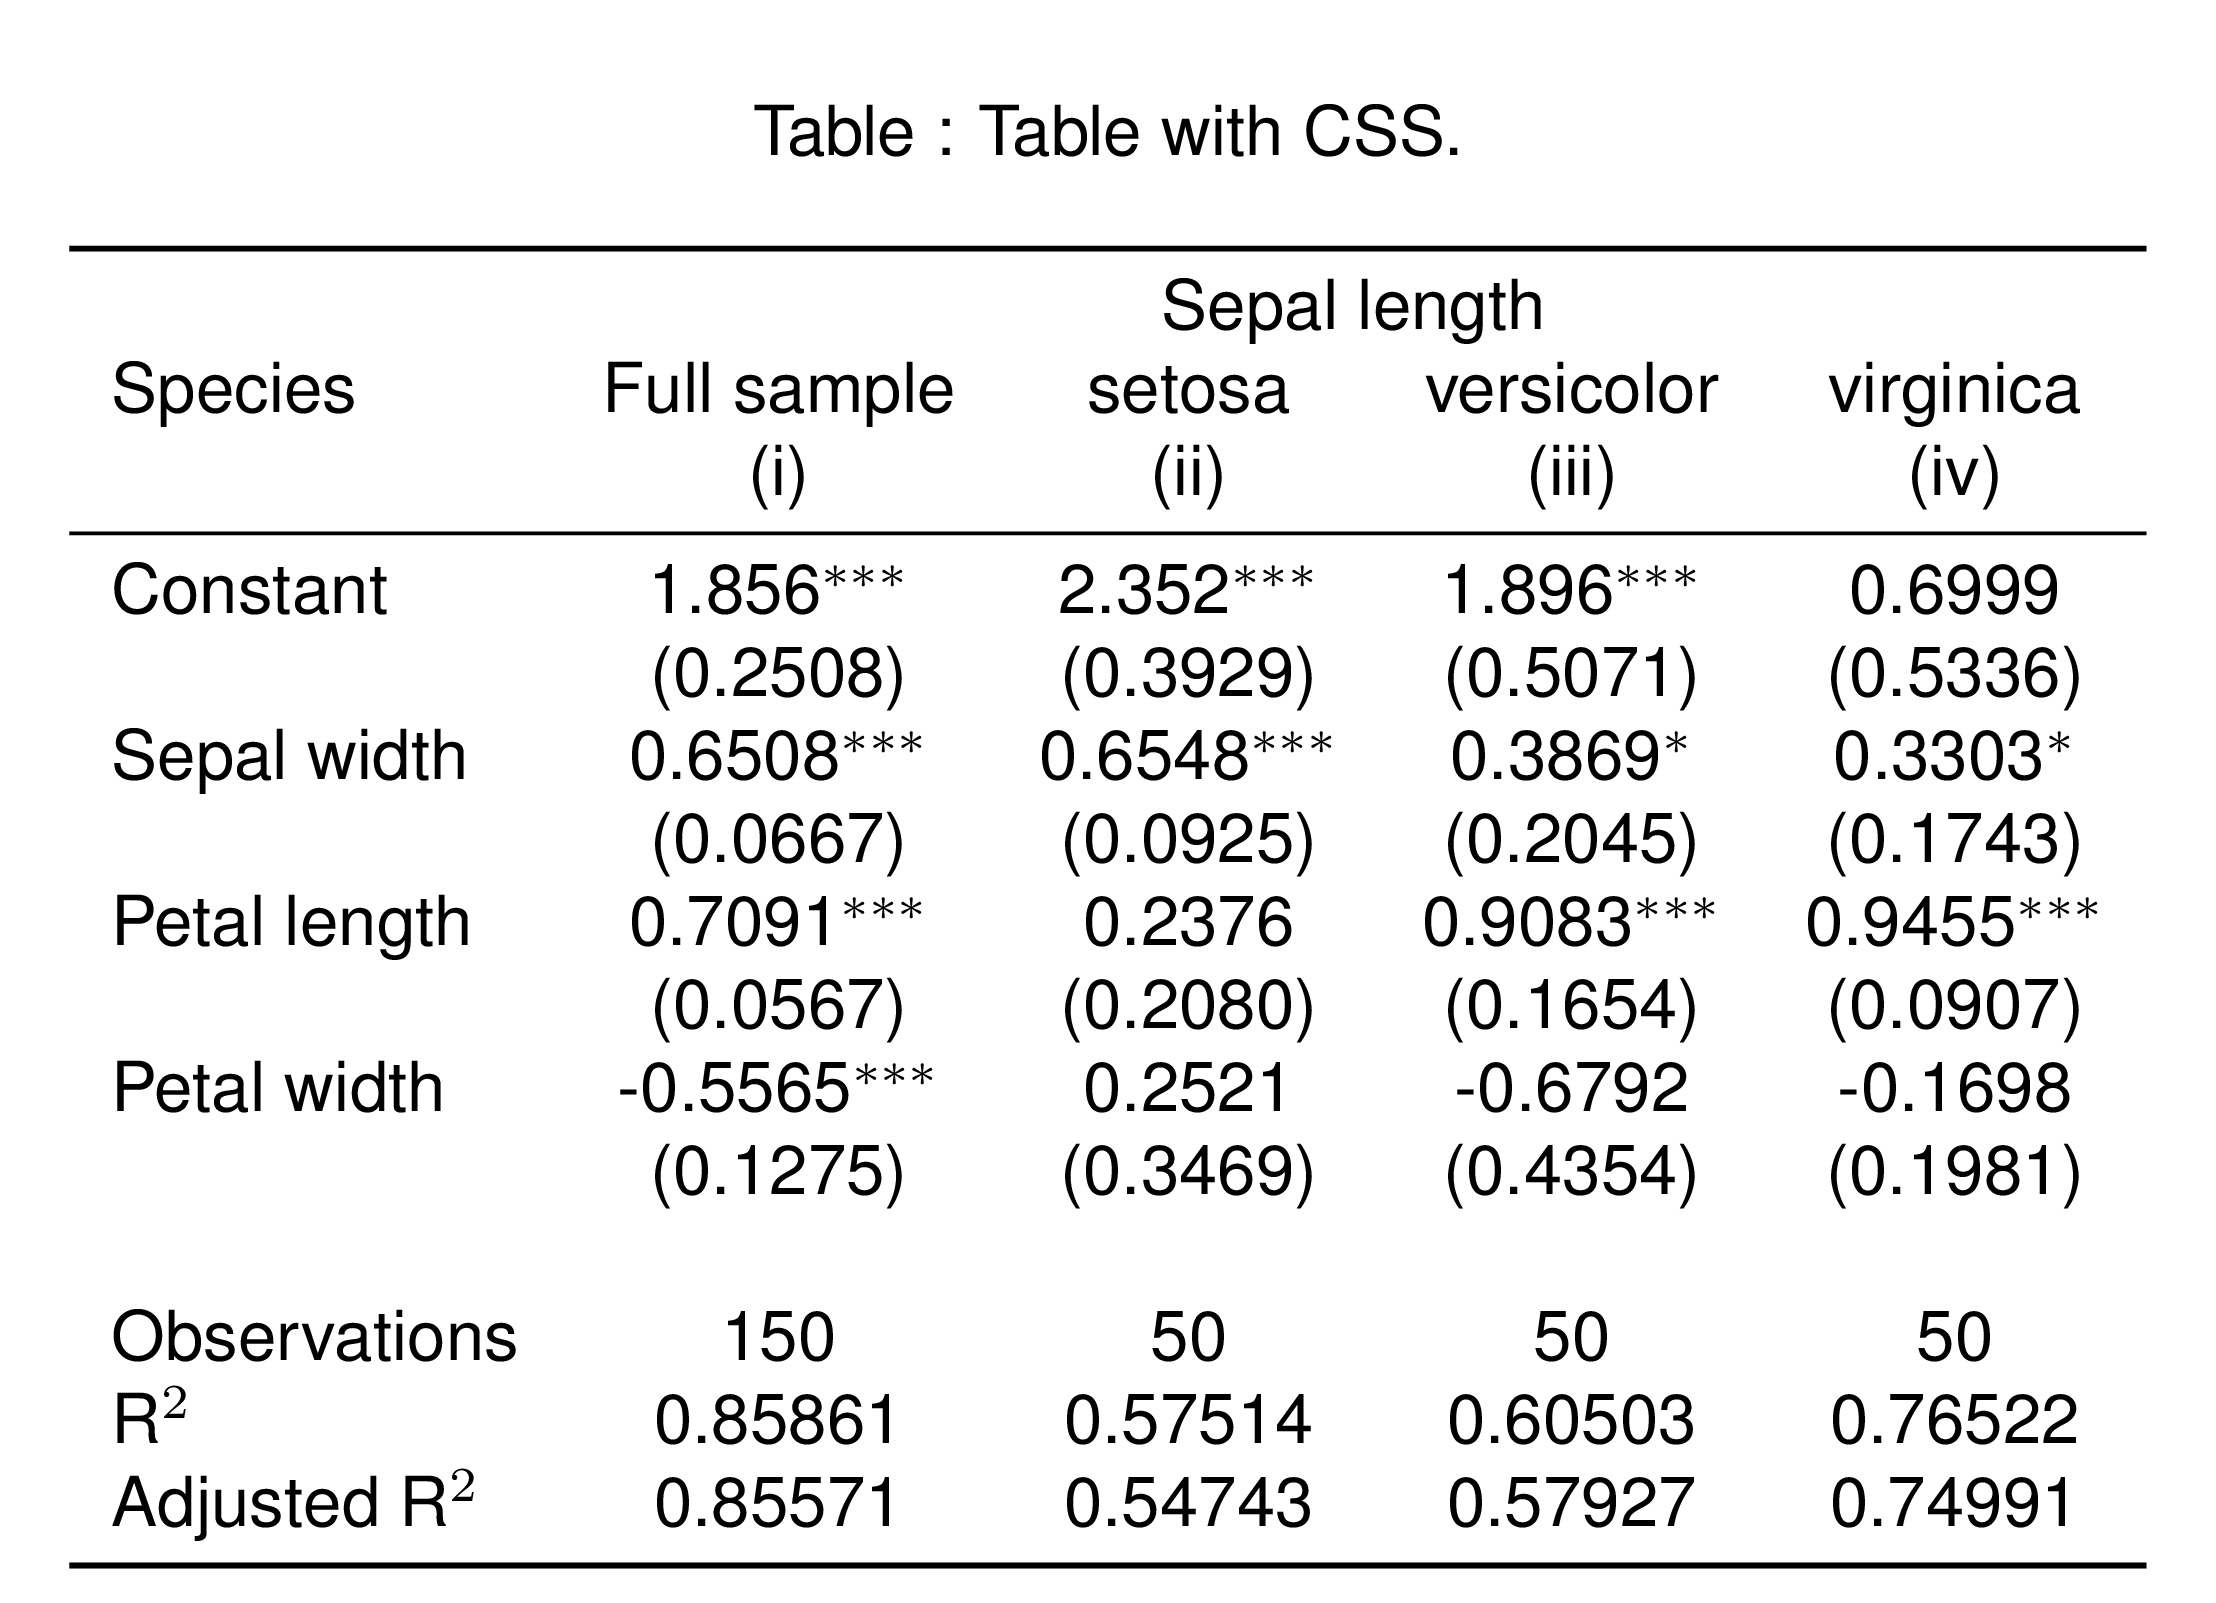 Table : Table with CSS.
Sepal length
Species Full sample setosa versicolor virginica
(i) (ii) (iii) (iv)
Constant 1.856*** 2.352*** 1.896*** 0.6999
(0.2508) (0.3929) (0.5071) (0.5336)
Sepal width 0.6508*** 0.6548*** 0.3869* 0.3303*
(0.0667) (0.0925) (0.2045) (0.1743)
Petal length 0.7091*** 0.2376 0.9083*** 0.9455***
(0.0567) (0.2080) (0.1654) (0.0907)
Petal width -0.5565*** 0.2521 -0.6792 -0.1698
(0.1275) (0.3469) (0.4354) (0.1981)
Observations 150 50 50 50
R² 0.85861 0.57514 0.60503 0.76522
Adjusted R² 0.85571 0.54743 0.57927 0.74991